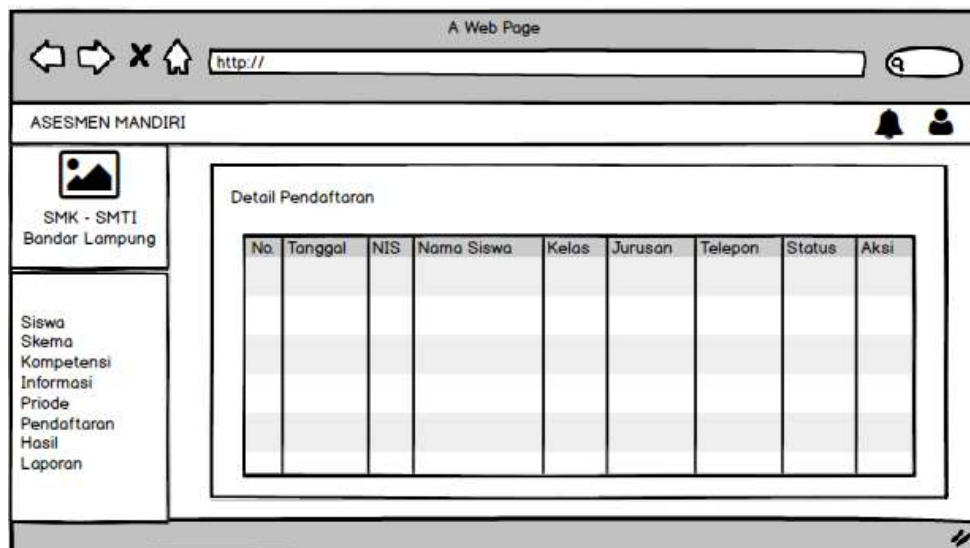 A Web Page
http://
ASESMEN MANDIRI
SMK - SMTI
Bandar Lampung
Siswa
Skema
Kompetensi
Informasi
Priode
Pendaftaran
Hasil
Laporan
Detail Pendaftaran
No. Tanggal NIS Nama Siswa Kelas Jurusan Telepon Status Aksi